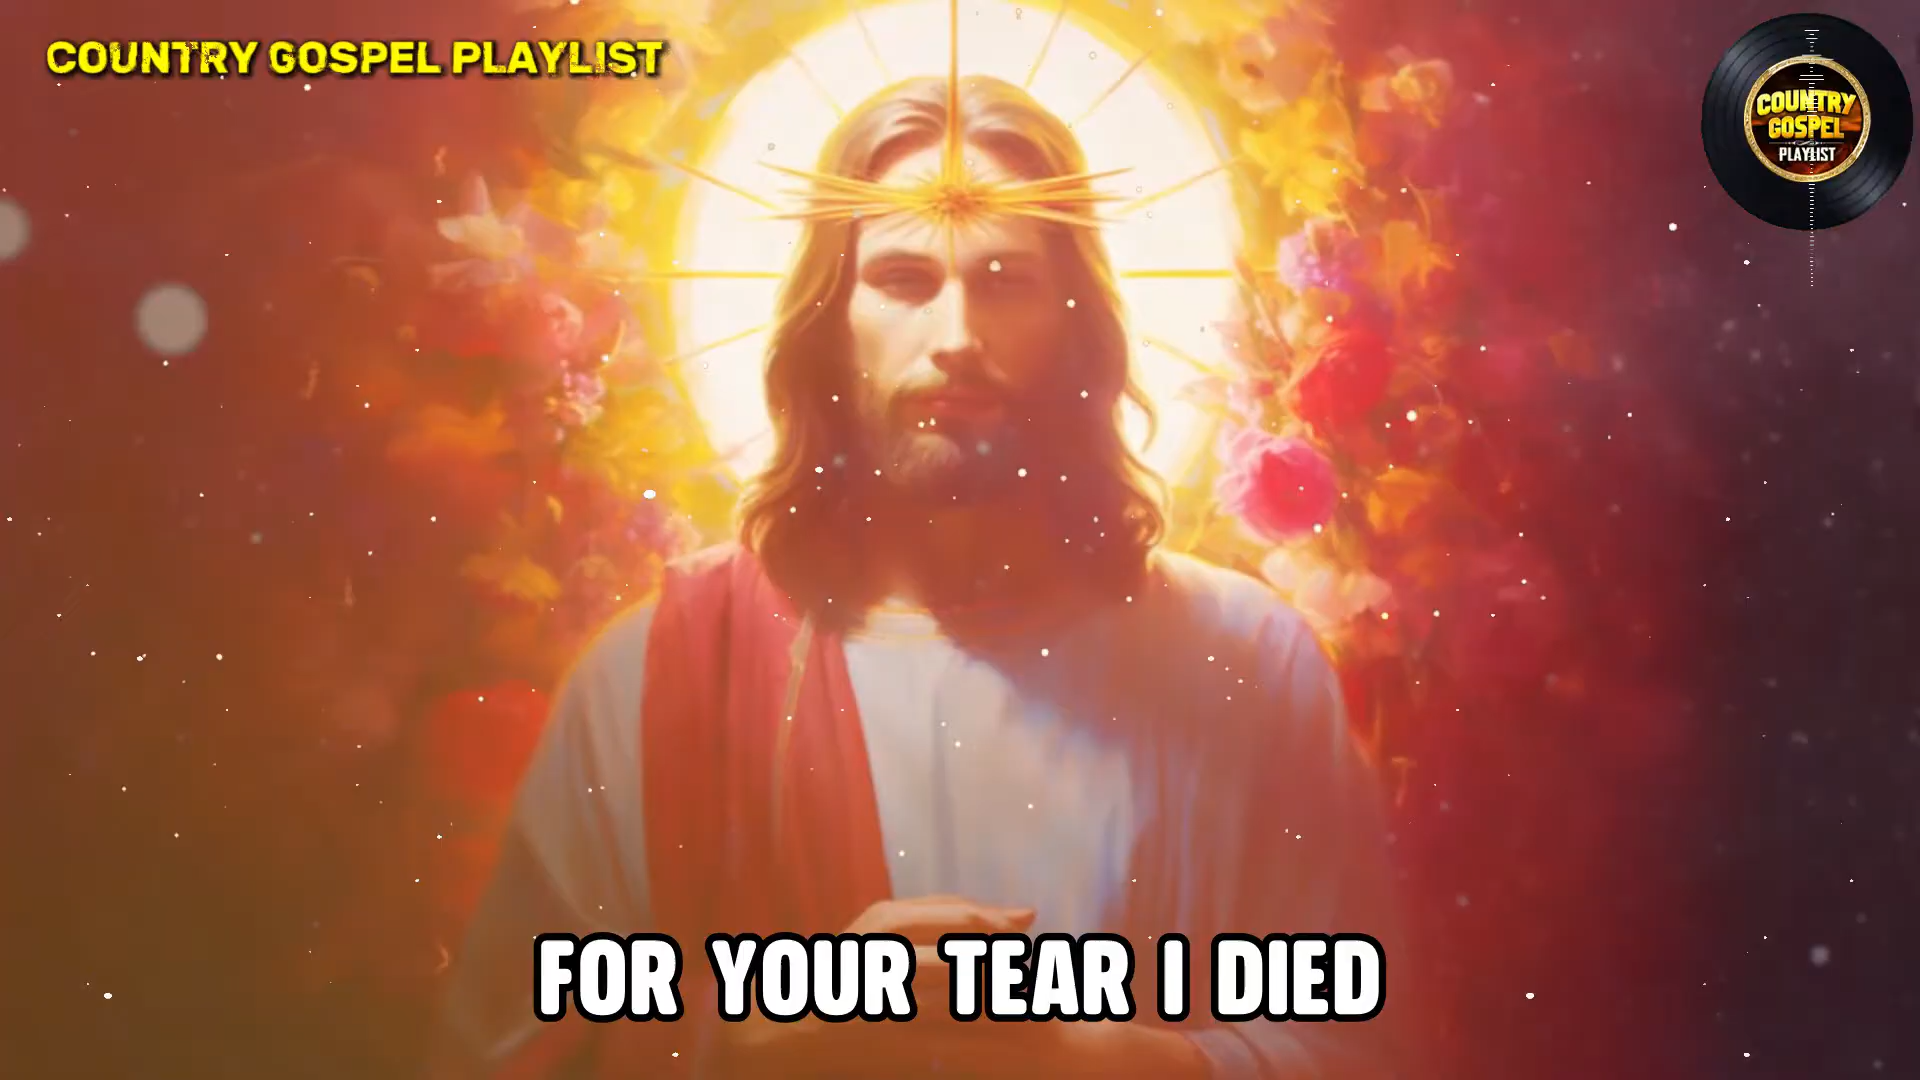 COUNTRY GOSPEL PLAYLIST
COUNTRY
GOSPEL
PLAYLIST
FOR YOUR TEAR I DIED